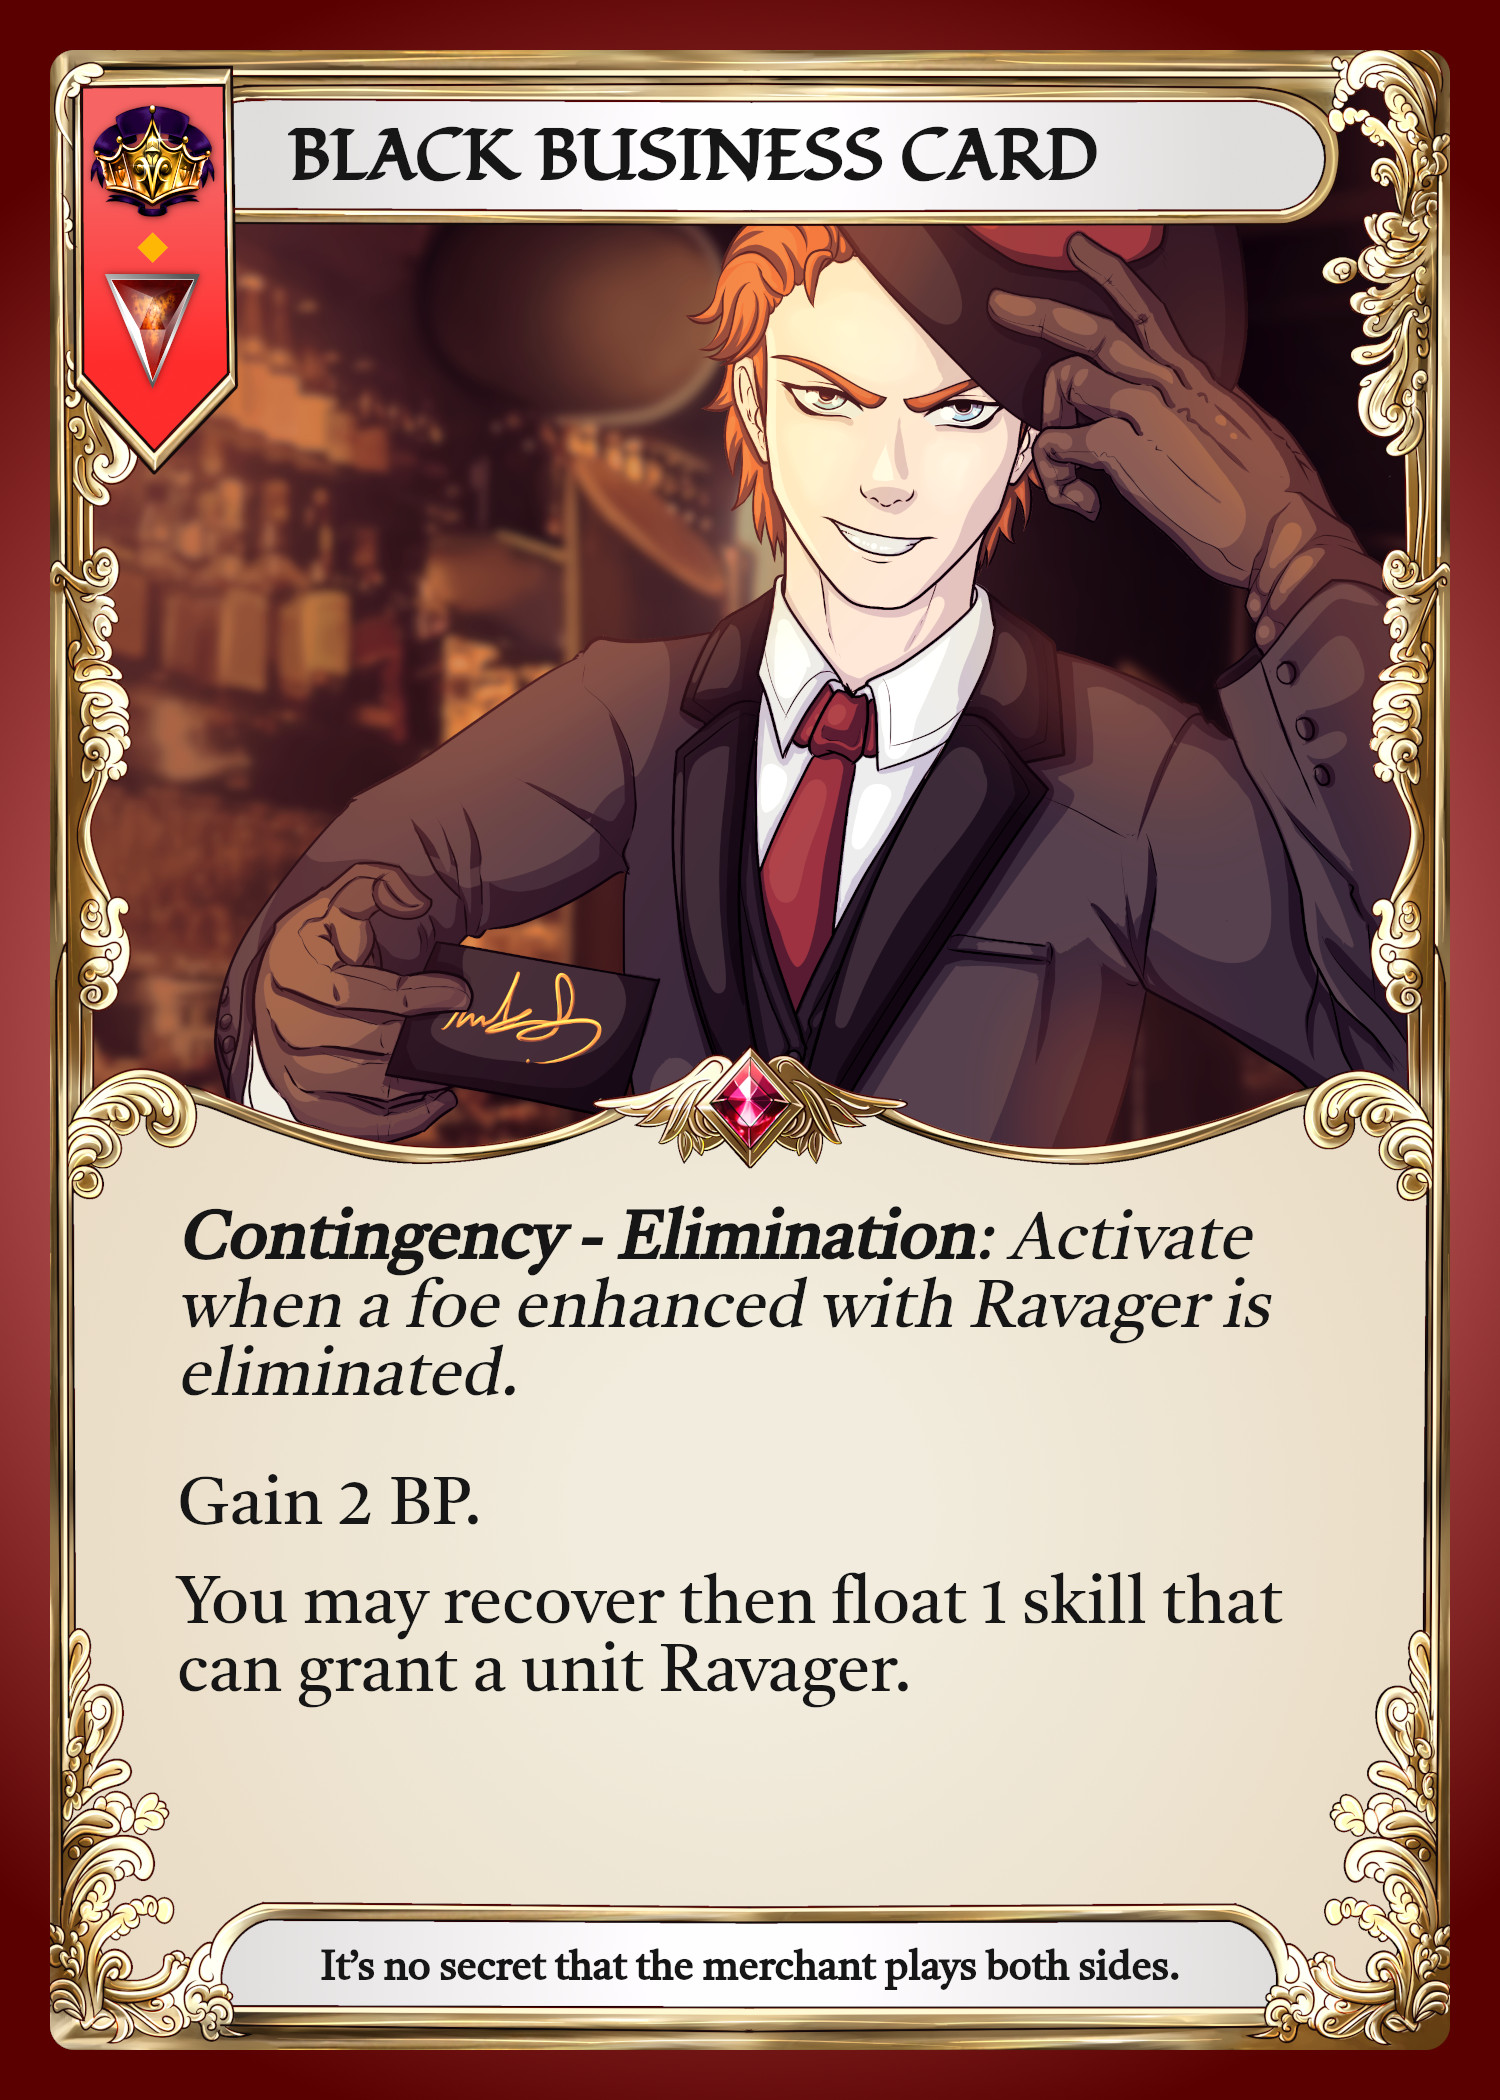 BLACK BUSINESS CARD
Contingency - Elimination: Activate
when a foe enhanced with Ravager is
eliminated.
Gain 2 BP.
You may recover then float 1 skill that
can grant a unit Ravager.
It's no secret that the merchant plays both sides.